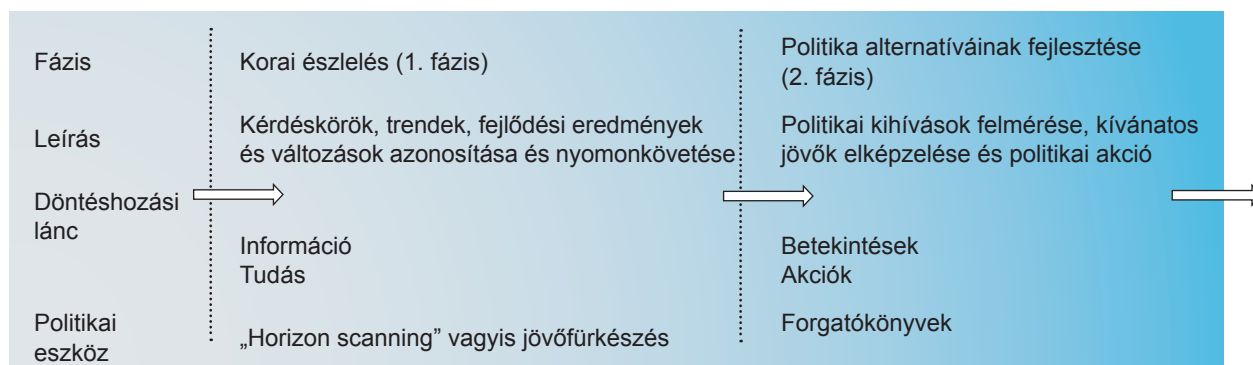 Fázis
Korai észlelés (1. fázis)
Politika alternatíváinak fejlesztése
(2. fázis)
Leírás
Kérdéskörök, trendek, fejlődési eredmények
és változások azonosítása és nyomonkövetése
Politikai kihívások felmérése, kívánatos
jövők elképzelése és politikai akció
Döntéshozási
lánc
Információ
Tudás
Betekintések
Akciók
Politikai
eszköz
„Horizon scanning” vagyis jövőfürkészés
Forgatókönyvek